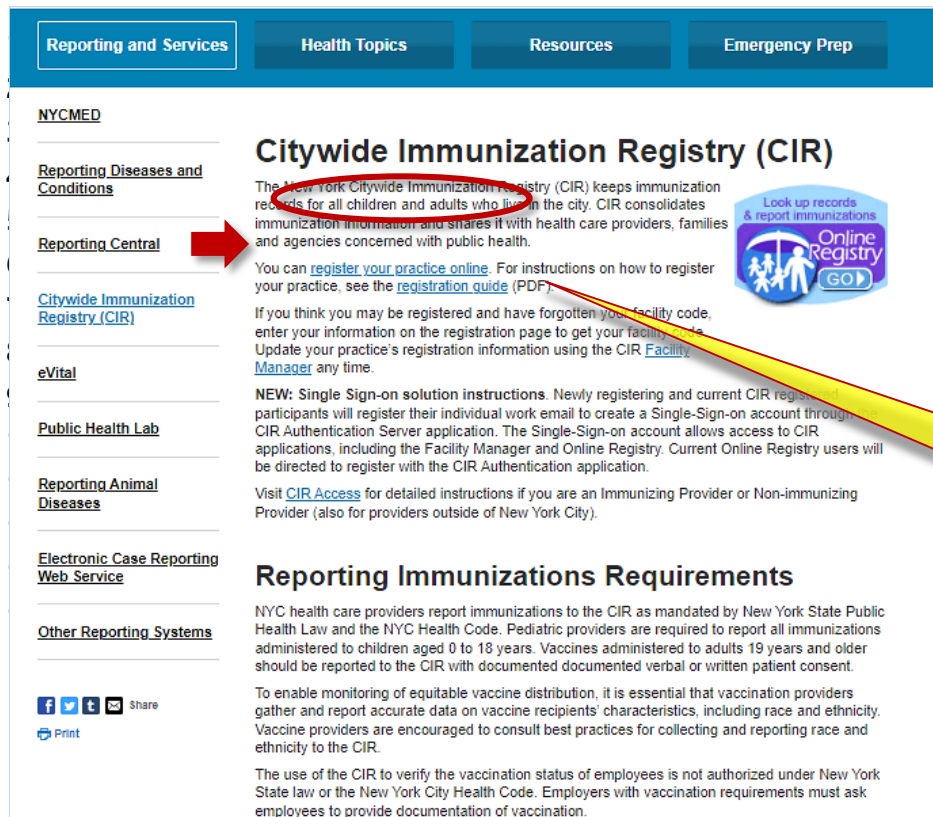 Reporting and Services
Health Topics
Resources
Emergency Prep
NYCMED
Reporting Diseases and
Conditions
Reporting Central
Citywide Immunization
Registry (CIR)
eVital
Public Health Lab
Reporting Animal
Diseases
Electronic Case Reporting
Web Service
Other Reporting Systems
Share
Print
Citywide Immunization Registry (CIR)
The New York Citywide Immunization Registry (CIR) keeps immunization
records for all children and adults who live in the city. CIR consolidates
immunization information and shares it with health care providers, families
and agencies concerned with public health.
Look up records
& report immunizations
Online
Registry
GO
You can register your practice online. For instructions on how to register
your practice, see the registration guide (PDF).
If you think you may be registered and have forgotten your facility code,
enter your information on the registration page to get your facility code.
Update your practice's registration information using the CIR Facility
Manager any time.
NEW: Single Sign-on solution instructions. Newly registering and current CIR registered
participants will register their individual work email to create a Single-Sign-on account through the
CIR Authentication Server application. The Single-Sign-on account allows access to CIR
applications, including the Facility Manager and Online Registry. Current Online Registry users will
be directed to register with the CIR Authentication application.
Visit CIR Access for detailed instructions if you are an Immunizing Provider or Non-immunizing
Provider (also for providers outside of New York City).
Reporting Immunizations Requirements
NYC health care providers report immunizations to the CIR as mandated by New York State Public
Health Law and the NYC Health Code. Pediatric providers are required to report all immunizations
administered to children aged 0 to 18 years. Vaccines administered to adults 19 years and older
should be reported to the CIR with documented documented verbal or written patient consent.
To enable monitoring of equitable vaccine distribution, it is essential that vaccination providers
gather and report accurate data on vaccine recipients' characteristics, including race and ethnicity.
Vaccine providers are encouraged to consult best practices for collecting and reporting race and
ethnicity to the CIR.
The use of the CIR to verify the vaccination status of employees is not authorized under New York
State law or the New York City Health Code. Employers with vaccination requirements must ask
employees to provide documentation of vaccination.